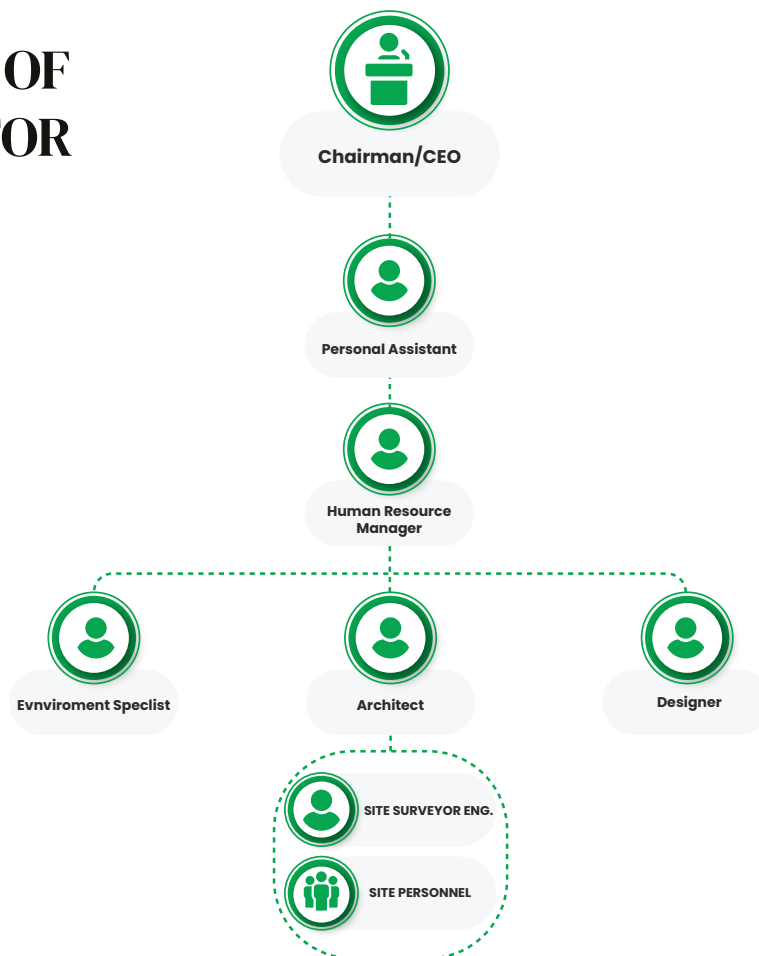 OF
OR
Chairman/CEO
Personal Assistant
Human Resource
Manager
Evnviroment Speclist
Architect
Designer
SITE SURVEYOR ENG.
SITE PERSONNEL